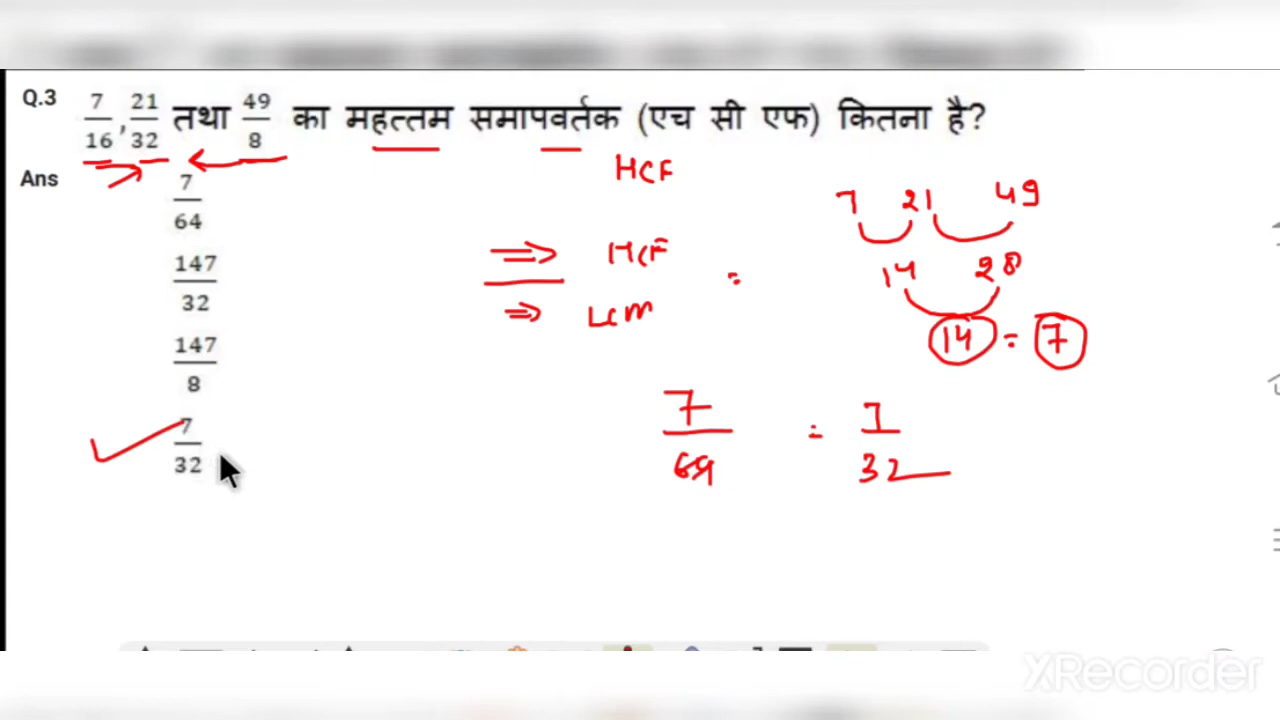 Q.3 7/16, 21/32 तथा 49/8 का महत्तम समापवर्तक (एच सी एफ) कितना है?
HCF
Ans 7/64
147/32
147/8
7/32
⇒ HCF
⇒ LCM =
7 21 49
14 28
14 = 7
7/64 = 7/32
XRecorder